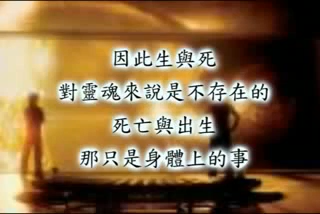 因此生與死
對靈魂來說是不存在的
死亡與出生
那只是身體上的事